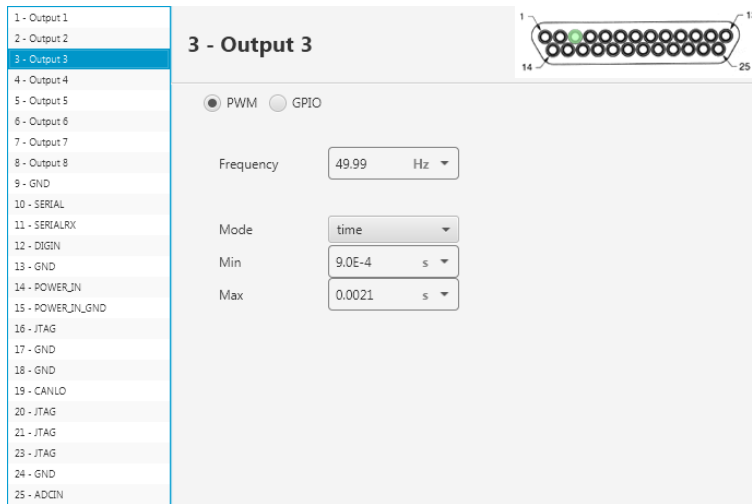 1 - Output 1
2 - Output 2
3 - Output 3
4 - Output 4
5 - Output 5
6 - Output 6
7 - Output 7
8 - Output 8
9 - GND
10 - SERIAL
11 - SERIALRX
12 - DIGIN
13 - GND
14 - POWER_IN
15 - POWER_IN_GND
16 - JTAG
17 - GND
18 - GND
19 - CANLO
20 - JTAG
21 - JTAG
23 - JTAG
24 - GND
25 - ADCIN
3 - Output 3
1
14
25
PWM GPIO
Frequency 49.99 Hz
Mode time
Min 9.0E-4 s
Max 0.0021 s